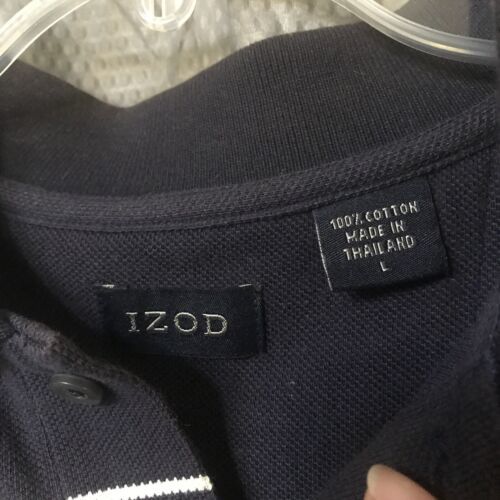 100% COTTON
MADE IN
THAILAND
L
IZOD